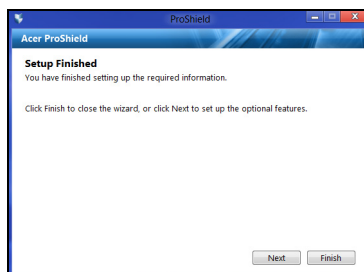 ProShield
Acer ProShield
Setup Finished
You have finished setting up the required information.
Click Finish to close the wizard, or click Next to set up the optional features.
Next Finish